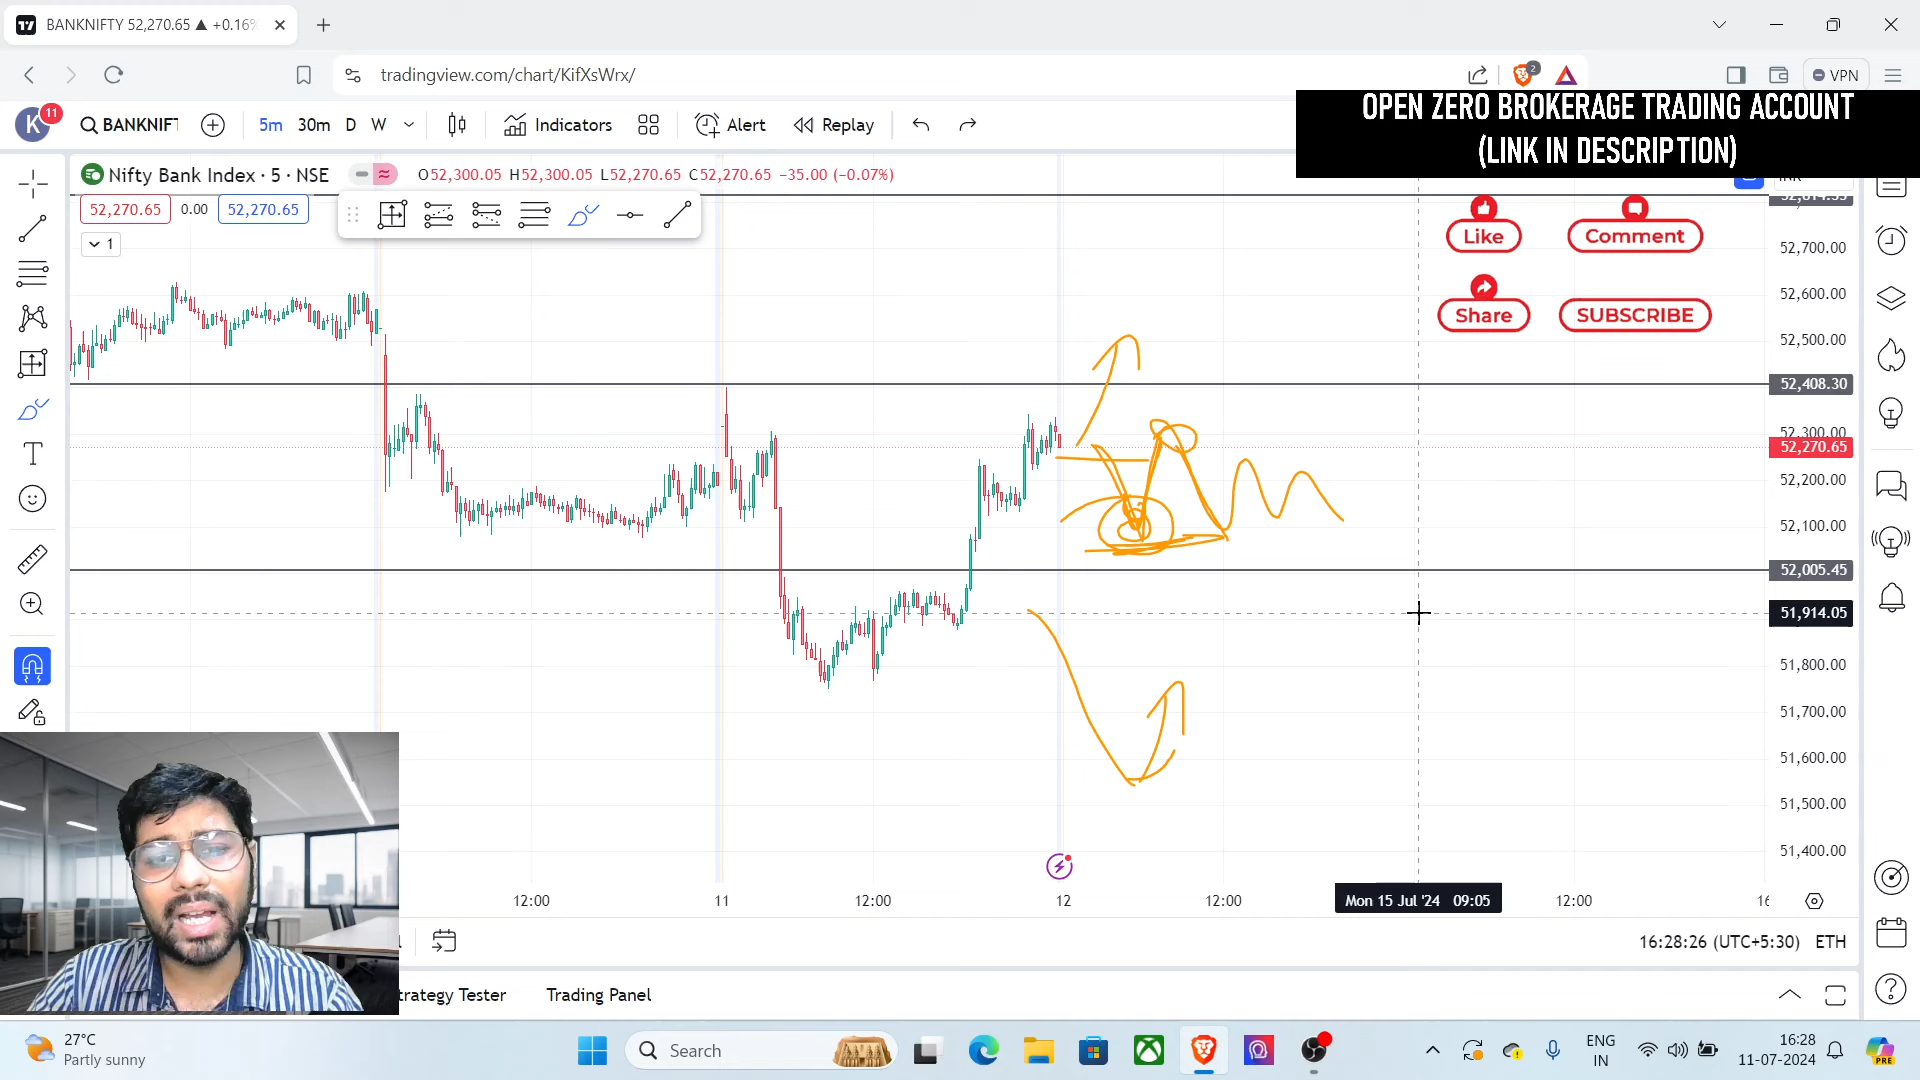 BANKNIFTY 52,270.65 ▲ +0.16%
tradingview.com/chart/KifXsWrx/
2
VPN
OPEN ZERO BROKERAGE TRADING ACCOUNT
(LINK IN DESCRIPTION)
K
11
BANKNIFT
5m
30m
D
W
Indicators
Alert
Replay
Nifty Bank Index · 5 · NSE
O52,300.05 H52,300.05 L52,270.65 C52,270.65 −35.00 (−0.07%)
52,270.65
0.00
52,270.65
1
Like
Comment
Share
SUBSCRIBE
52,700.00
52,600.00
52,500.00
52,408.30
52,300.00
52,270.65
52,200.00
52,100.00
52,005.45
51,914.05
51,800.00
51,700.00
51,600.00
51,500.00
51,400.00
12:00
11
12:00
12
12:00
Mon 15 Jul '24 09:05
12:00
16:28:26 (UTC+5:30)
ETH
trategy Tester
Trading Panel
27°C
Partly sunny
Search
ENG
IN
16:28
11-07-2024
PRE